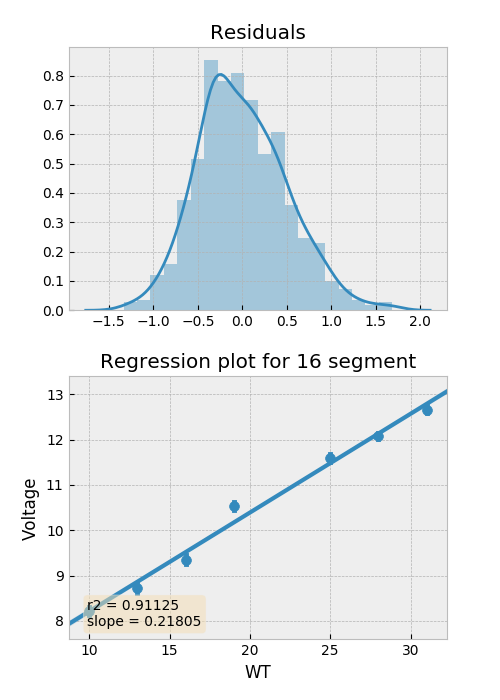 Residuals
0.8
0.7
0.6
0.5
0.4
0.3
0.2
0.1
0.0
−1.5 −1.0 −0.5 0.0 0.5 1.0 1.5 2.0
Regression plot for 16 segment
13
12
11
10
9
8
Voltage
r2 = 0.91125
slope = 0.21805
10 15 20 25 30
WT